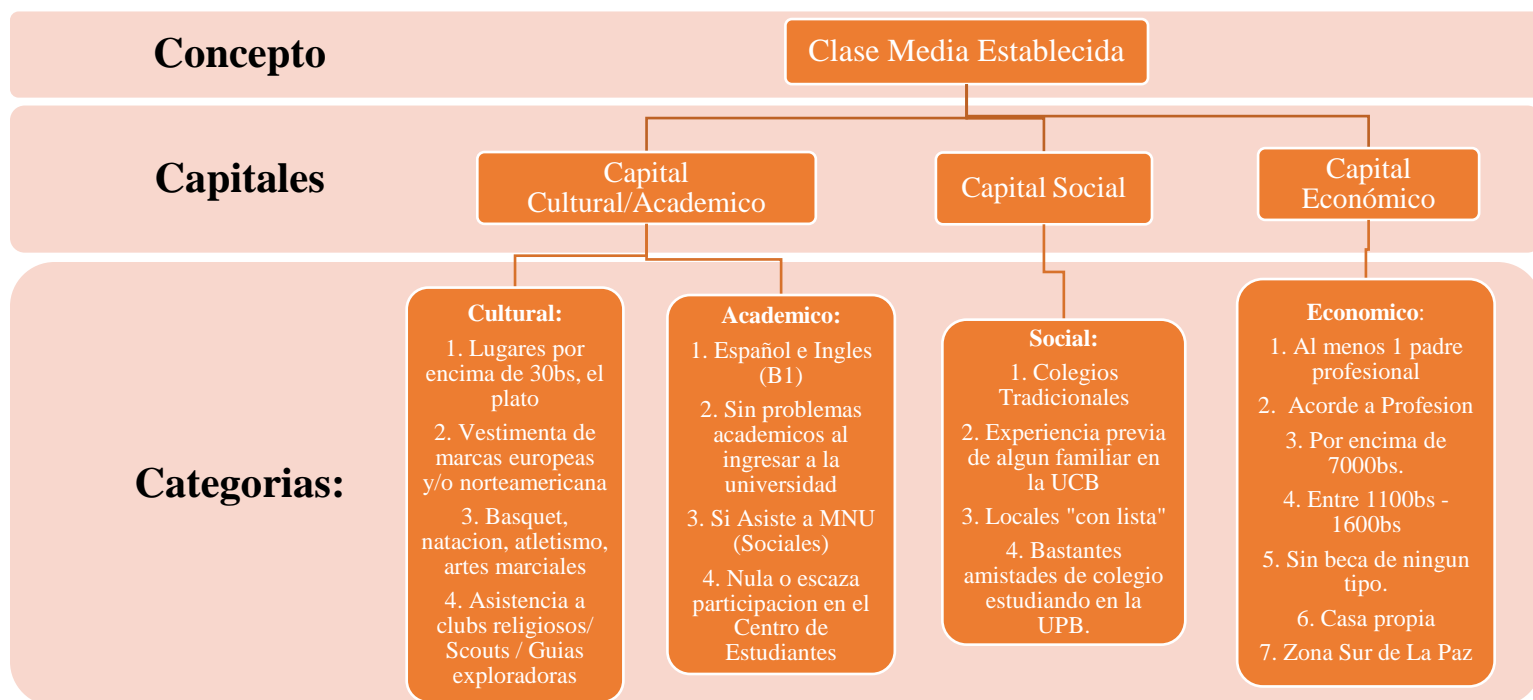 Concepto
Clase Media Establecida
Capitales
Capital
Cultural/Academico
Capital Social
Capital
Económico
Categorias:
Cultural:
1. Lugares por
encima de 30bs, el
plato
2. Vestimenta de
marcas europeas
y/o norteamericana
3. Basquet,
natacion, atletismo,
artes marciales
4. Asistencia a
clubs religiosos/
Scouts / Guias
exploradoras
Academico:
1. Español e Ingles
(B1)
2. Sin problemas
academicos al
ingresar a la
universidad
3. Si Asiste a MNU
(Sociales)
4. Nula o escaza
participacion en el
Centro de
Estudiantes
Social:
1. Colegios
Tradicionales
2. Experiencia previa
de algun familiar en
la UCB
3. Locales "con lista"
4. Bastantes
amistades de colegio
estudiando en la
UPB.
Economico:
1. Al menos 1 padre
profesional
2. Acorde a Profesion
3. Por encima de
7000bs.
4. Entre 1100bs -
1600bs
5. Sin beca de ningun
tipo.
6. Casa propia
7. Zona Sur de La Paz